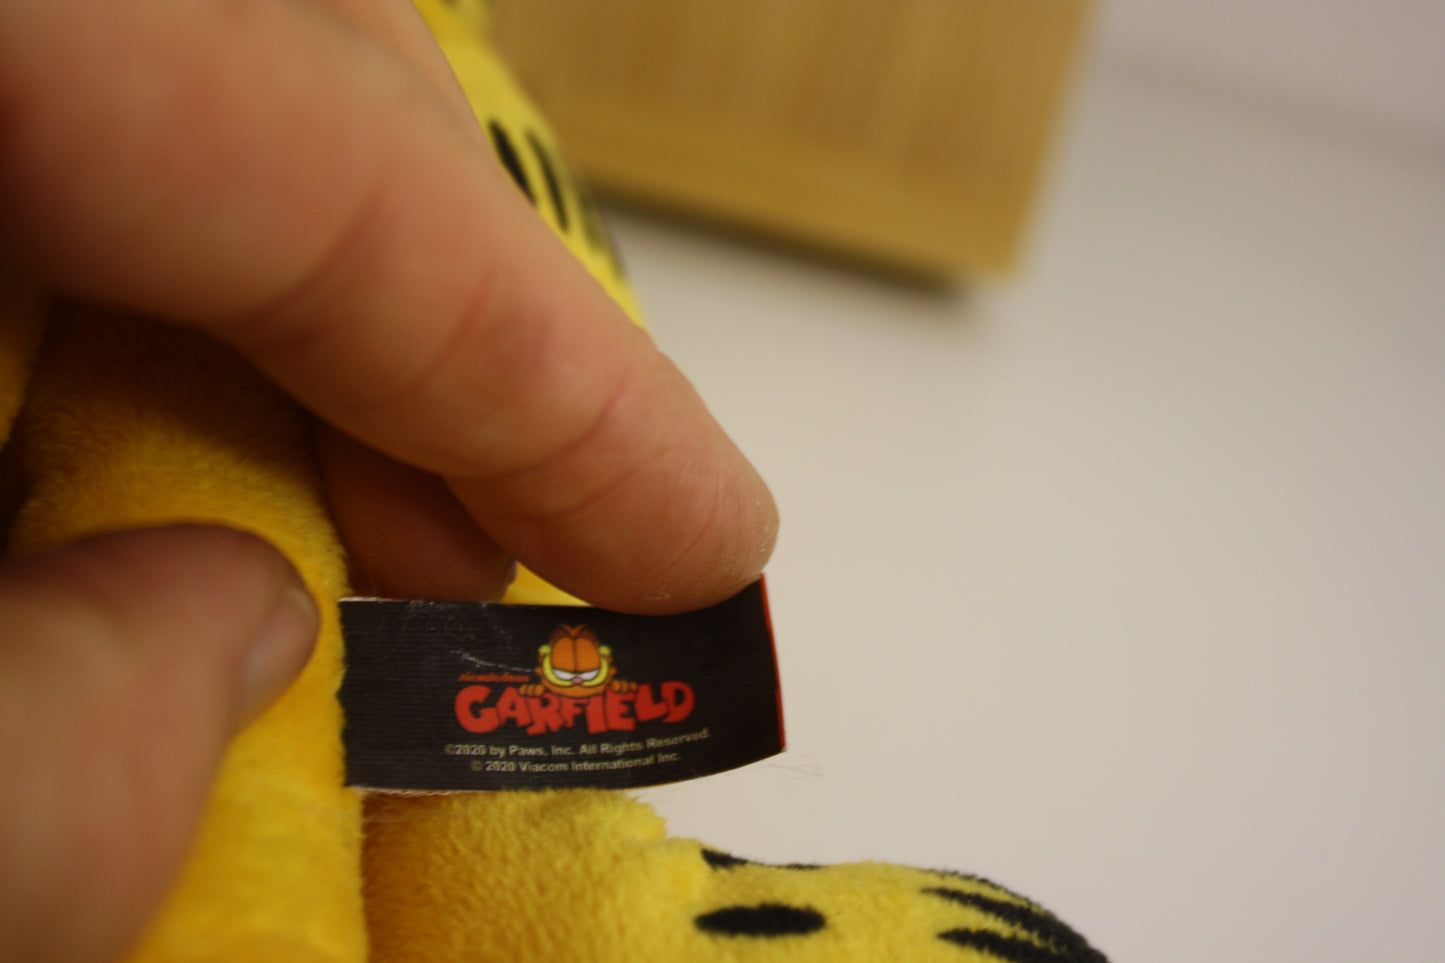 nickelodeon
GARFIELD
©2020 by Paws, Inc. All Rights Reserved.
© 2020 Viacom International Inc.